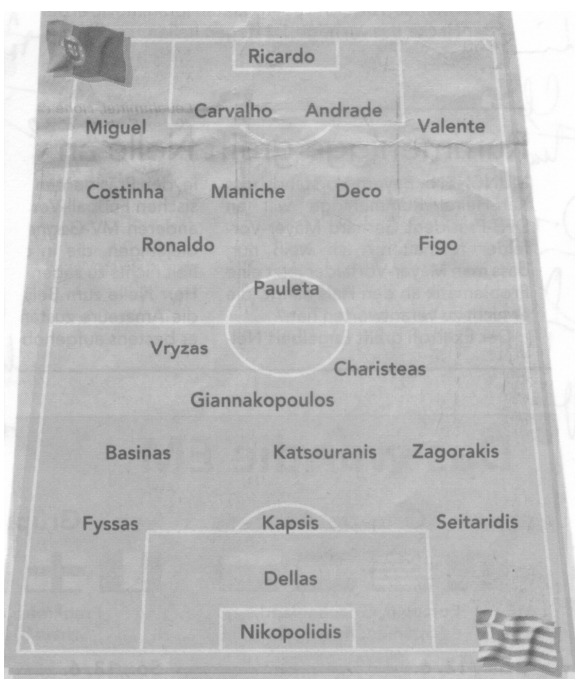 Ricardo
Carvalho Andrade
Miguel Valente
Costinha Maniche Deco
Ronaldo Figo
Pauleta
Vryzas
Charisteas
Giannakopoulos
Basinas Katsouranis Zagorakis
Fyssas Kapsis Seitaridis
Dellas
Nikopolidis